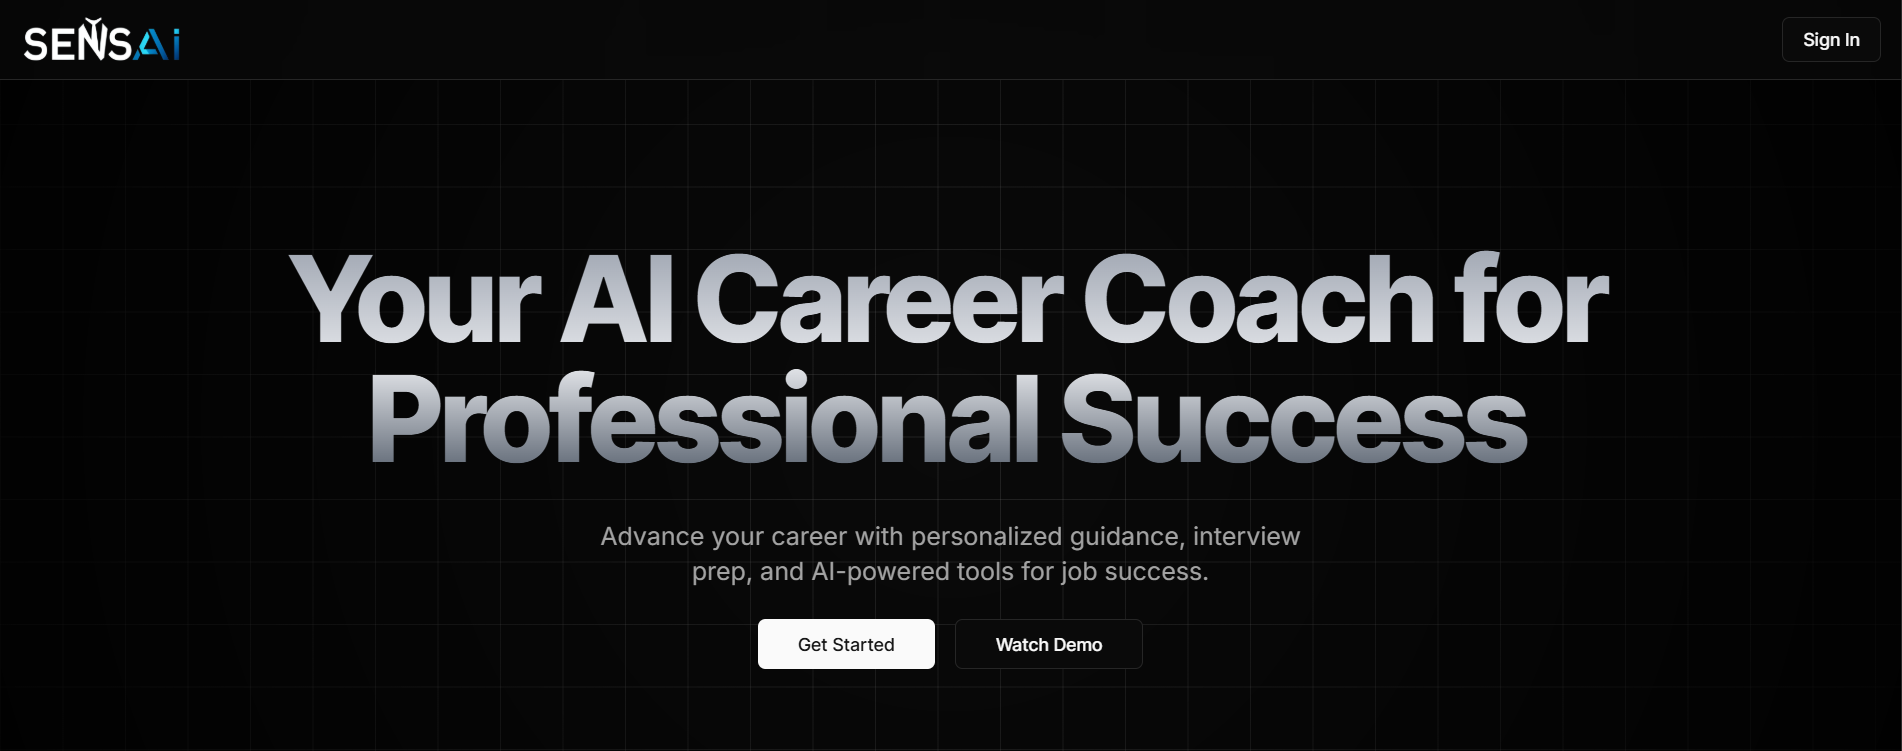 SENSAi
Sign In
Your AI Career Coach for
Professional Success
Advance your career with personalized guidance, interview
prep, and AI-powered tools for job success.
Get Started
Watch Demo